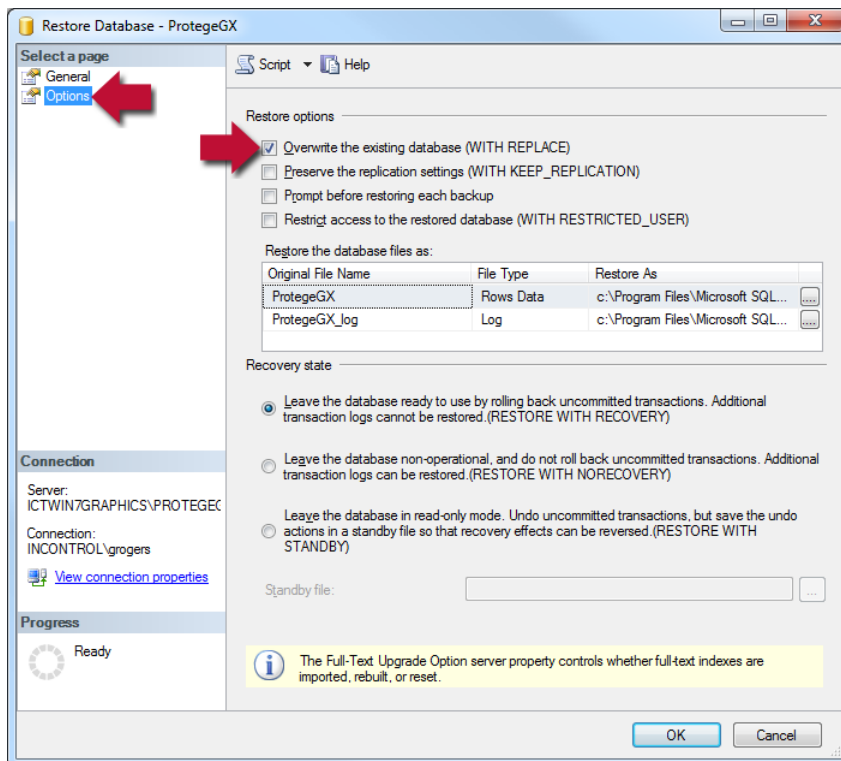 Restore Database - ProtegeGX
Select a page
General
Options
Script
Help
Restore options
Overwrite the existing database (WITH REPLACE)
Preserve the replication settings (WITH KEEP_REPLICATION)
Prompt before restoring each backup
Restrict access to the restored database (WITH RESTRICTED_USER)
Restore the database files as:
Original File Name File Type Restore As
ProtegeGX Rows Data c:\Program Files\Microsoft SQL... ...
ProtegeGX_log Log c:\Program Files\Microsoft SQL... ...
Recovery state
Leave the database ready to use by rolling back uncommitted transactions. Additional
transaction logs cannot be restored.(RESTORE WITH RECOVERY)
Leave the database non-operational, and do not roll back uncommitted transactions. Additional
transaction logs can be restored.(RESTORE WITH NORECOVERY)
Leave the database in read-only mode. Undo uncommitted transactions, but save the undo
actions in a standby file so that recovery effects can be reversed.(RESTORE WITH
STANDBY)
Standby file:
...
Connection
Server:
ICTWIN7GRAPHICS\PROTEGEG
Connection:
INCONTROL\grogers
View connection properties
Progress
Ready
The Full-Text Upgrade Option server property controls whether full-text indexes are
imported, rebuilt, or reset.
OK
Cancel